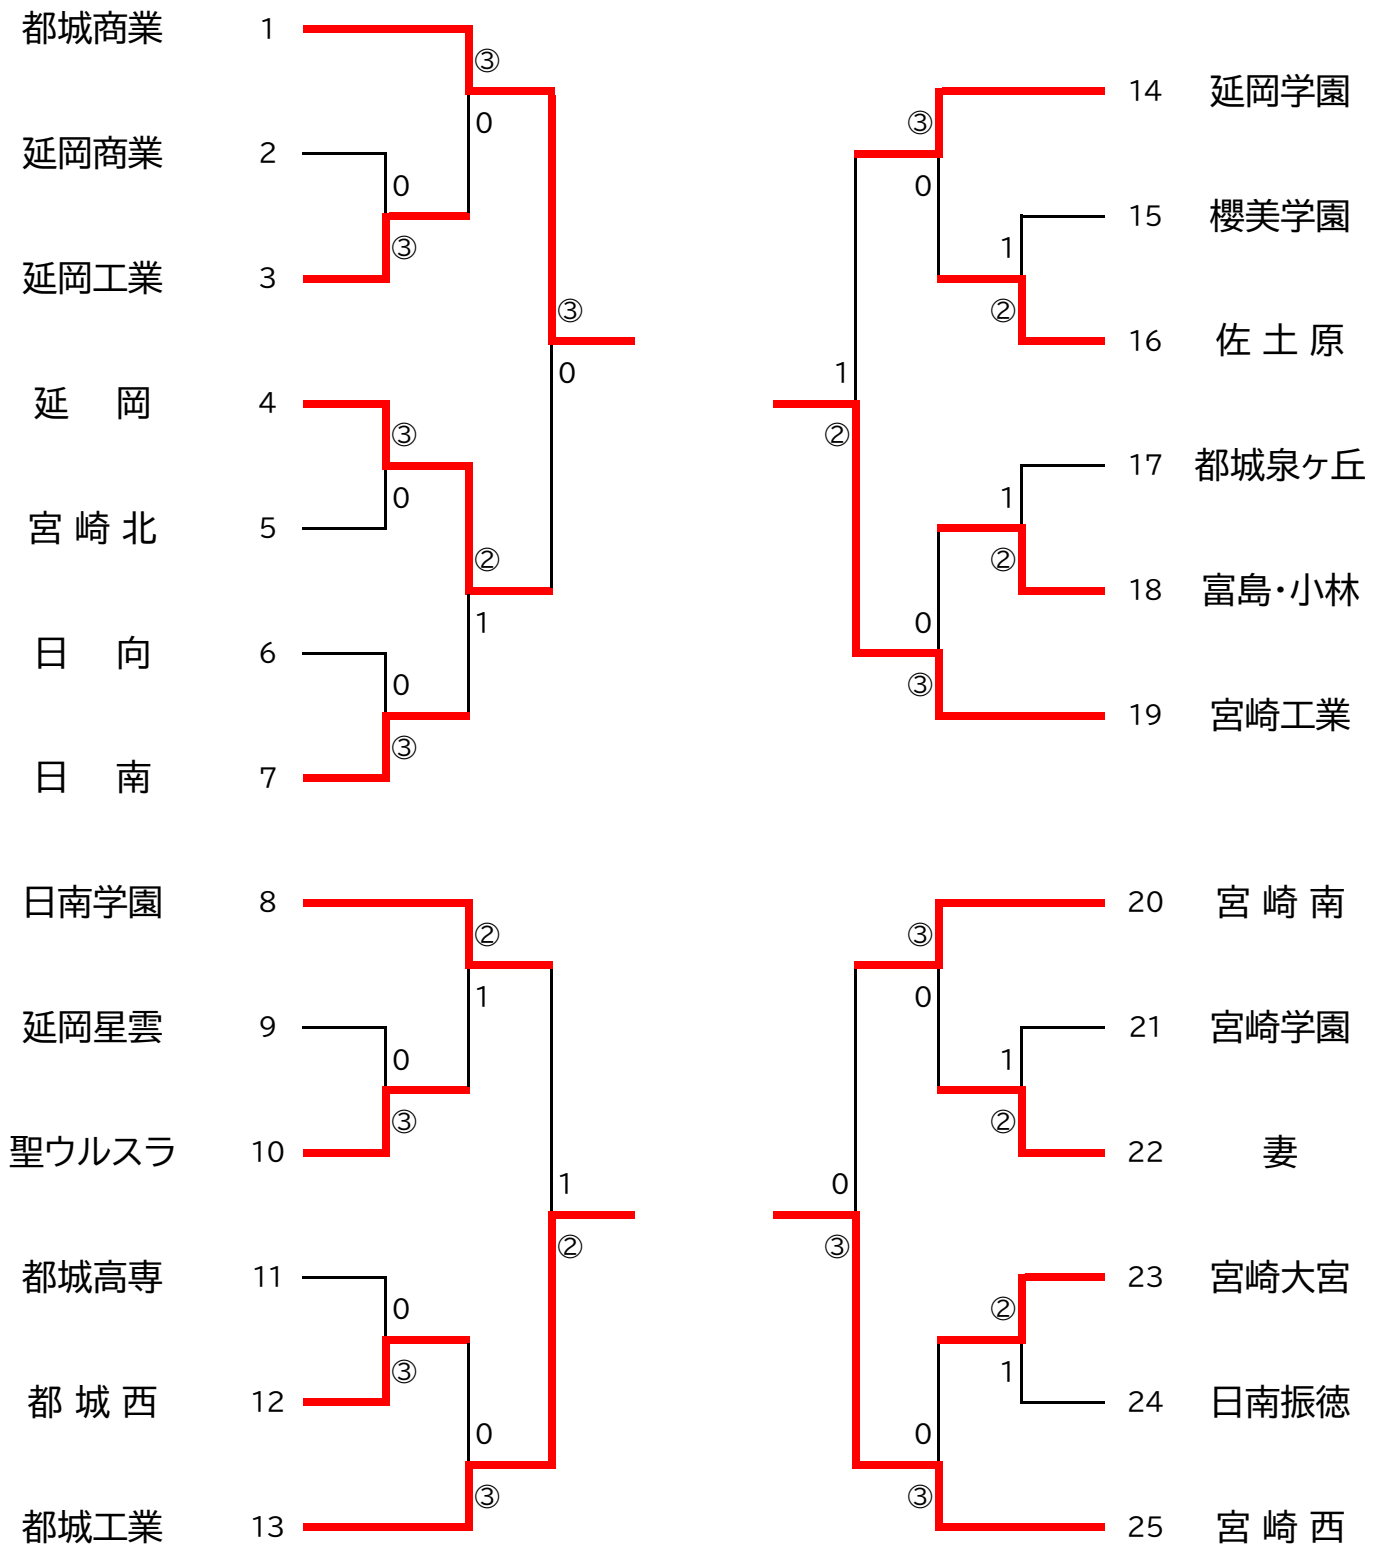 都城商業 1
③
0
延岡商業 2
0
③
延岡工業 3
③
0
延 岡 4
③
0
宮崎北 5
②
1
日 向 6
0
③
日 南 7
日南学園 8
②
1
延岡星雲 9
0
③
聖ウルスラ 10
1
②
都城高専 11
0
③
都城西 12
0
③
都城工業 13
14 延岡学園
③
0
15 櫻美学園
1
②
16 佐土原
1
②
17 都城泉ヶ丘
1
②
18 富島・小林
0
③
19 宮崎工業
20 宮崎南
③
0
21 宮崎学園
1
②
22 妻
0
③
23 宮崎大宮
②
1
24 日南振徳
0
③
25 宮崎西